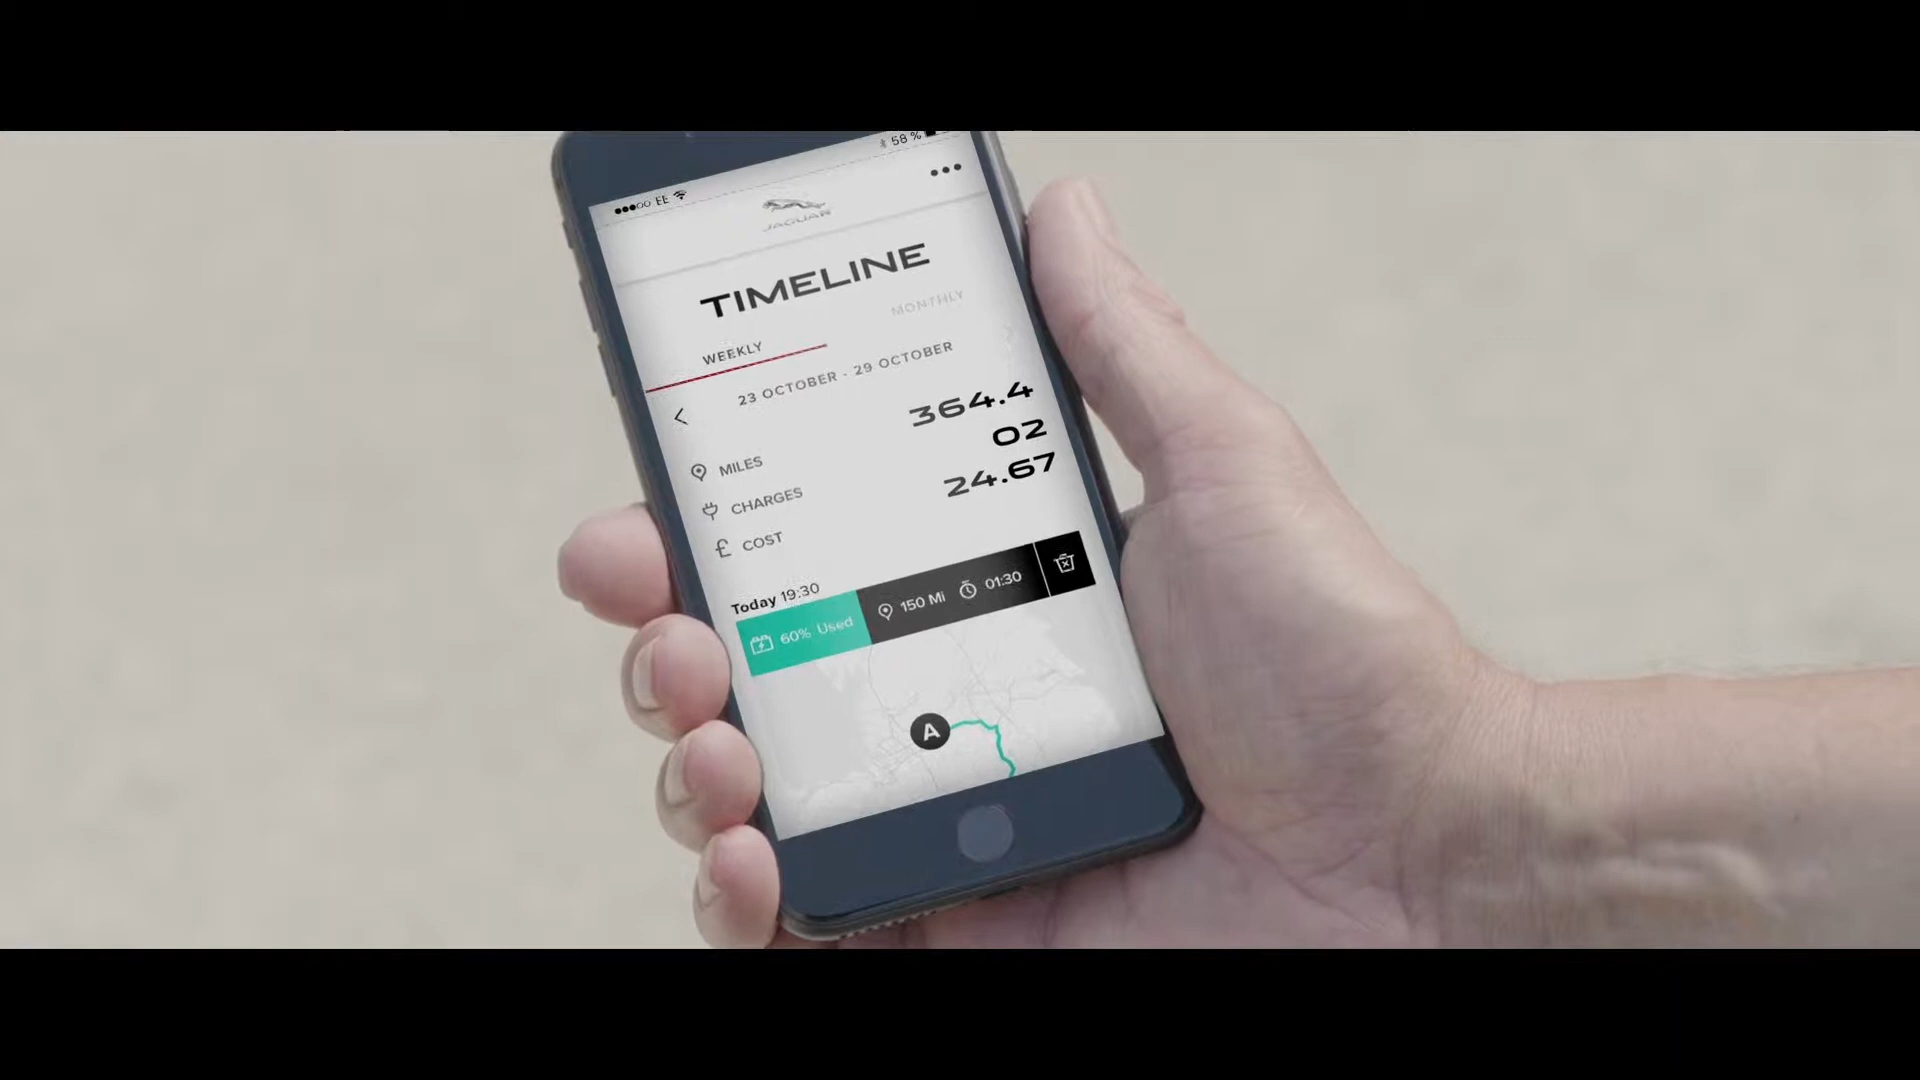 ●●●○○ EE 58 %
JAGUAR
•••
TIMELINE
WEEKLY
MONTHLY
23 OCTOBER - 29 OCTOBER
MILES 364.4
CHARGES 02
£ COST 24.67
Today 19:30
60% Used 150 Mi 01:30
A